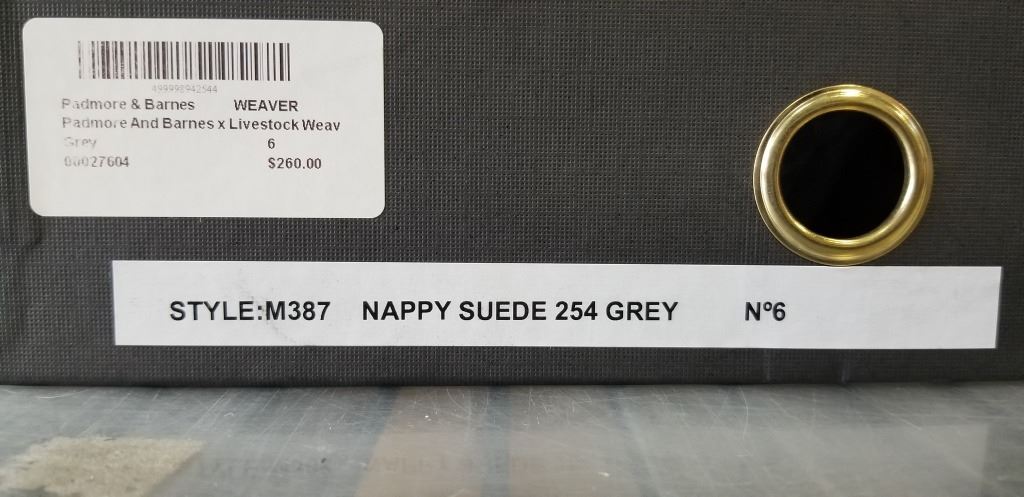 499998942544
Padmore & Barnes WEAVER
Padmore And Barnes x Livestock Weav
Grey 6
00027604 $260.00
STYLE:M387 NAPPY SUEDE 254 GREY Nº6